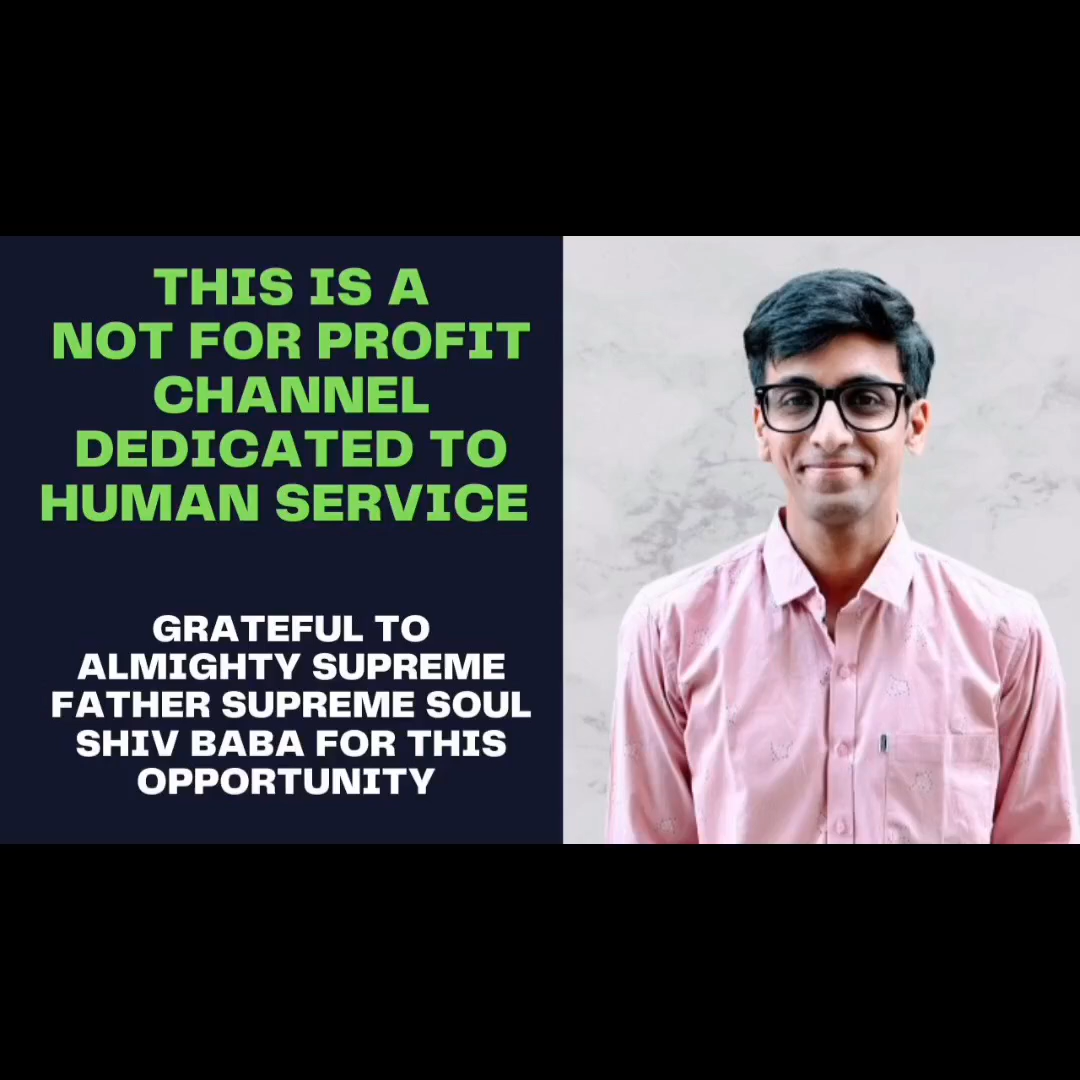 THIS IS A
NOT FOR PROFIT
CHANNEL
DEDICATED TO
HUMAN SERVICE
GRATEFUL TO
ALMIGHTY SUPREME
FATHER SUPREME SOUL
SHIV BABA FOR THIS
OPPORTUNITY